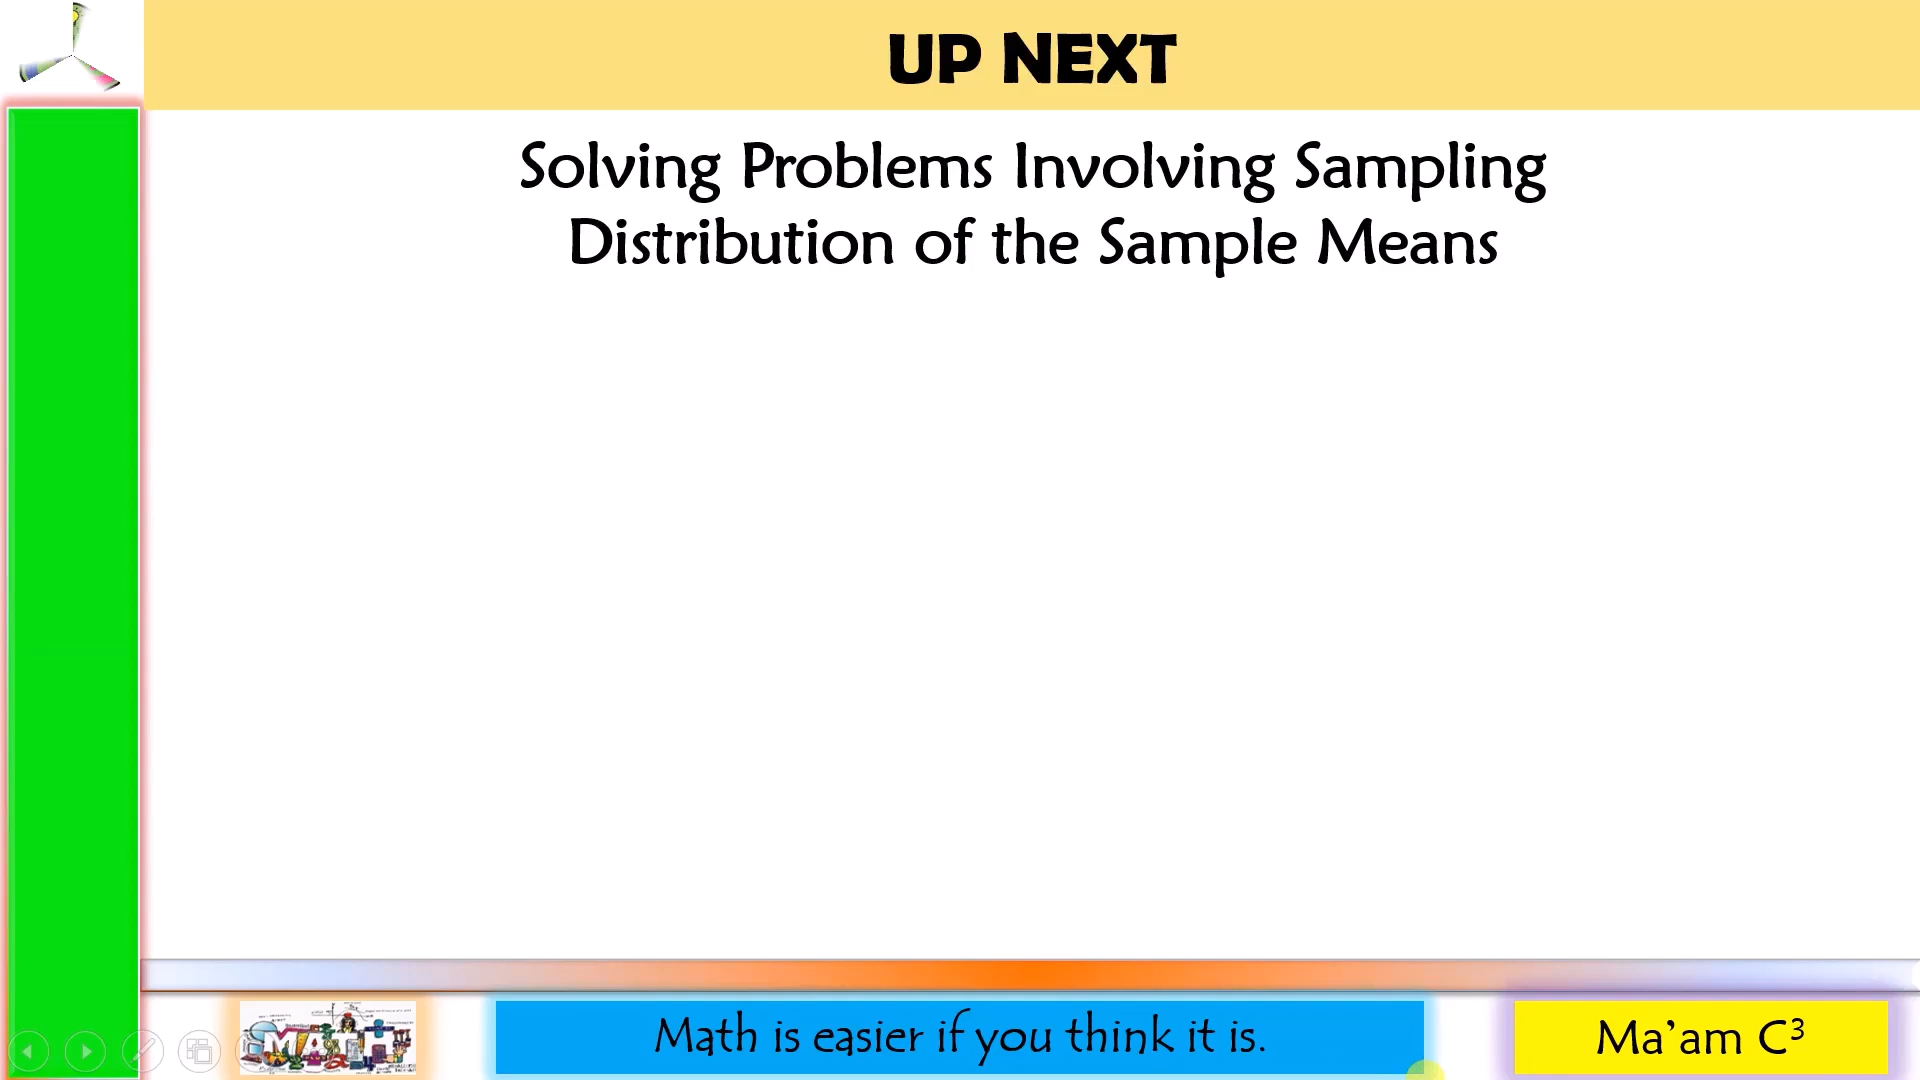 UP NEXT
Solving Problems Involving Sampling
Distribution of the Sample Means
MATH
Math is easier if you think it is.
Ma’am C³